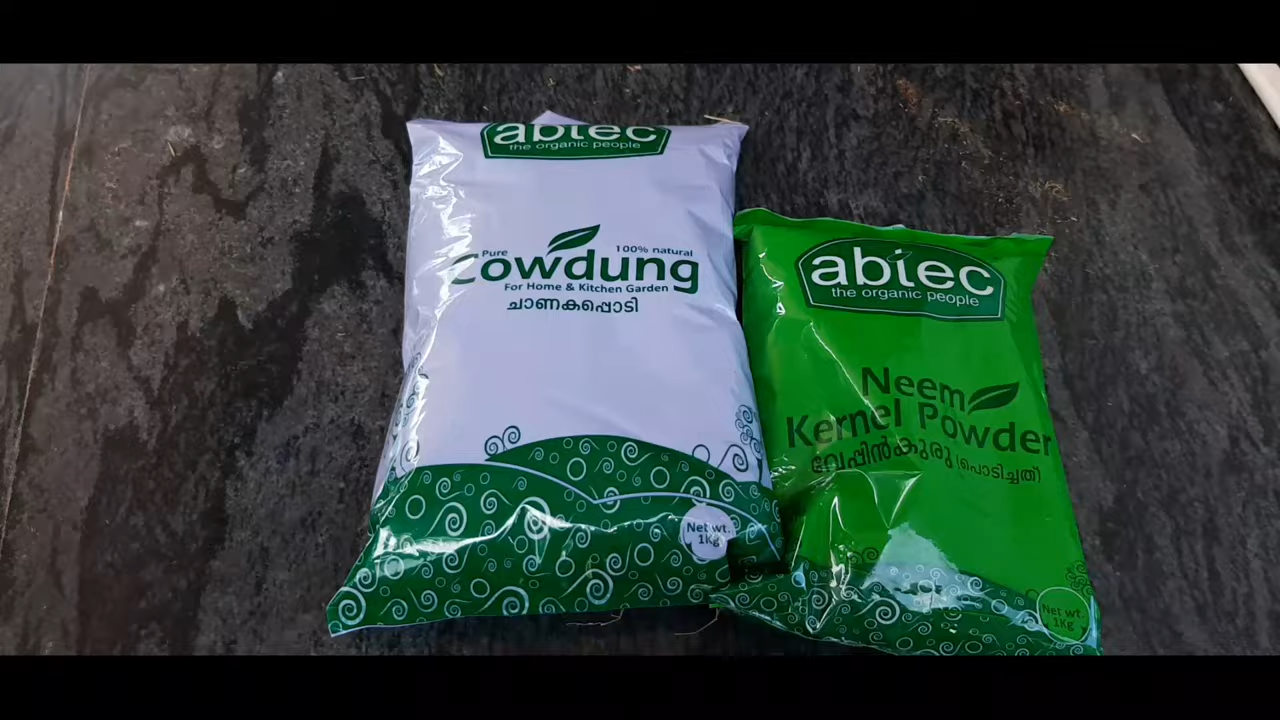 abtec
the organic people
Pure
100% natural
Cowdung
For Home & Kitchen Garden
ചാണകപ്പൊടി
Net wt.
1Kg
abtec
the organic people
Neem
Kernel Powder
വേപ്പിൻകുരു (പൊടിച്ചത്)
Net wt.
1Kg